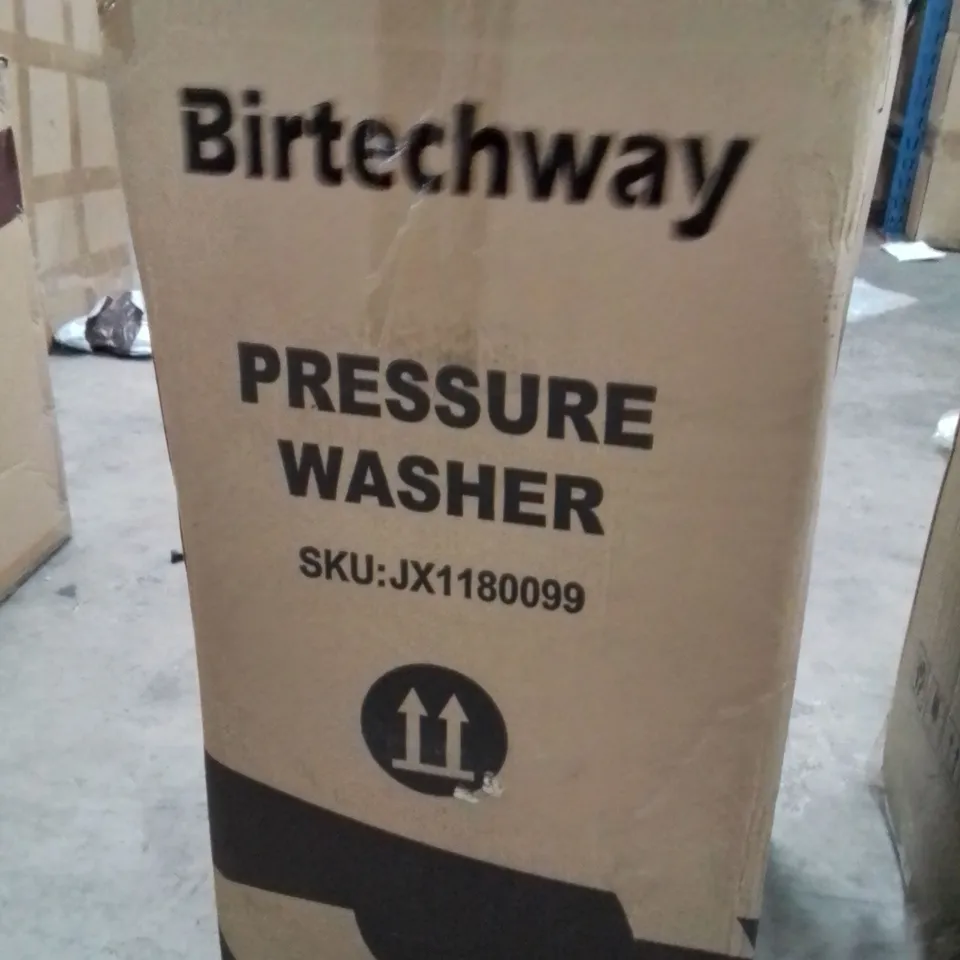 Birtechway
PRESSURE
WASHER
SKU:JX1180099